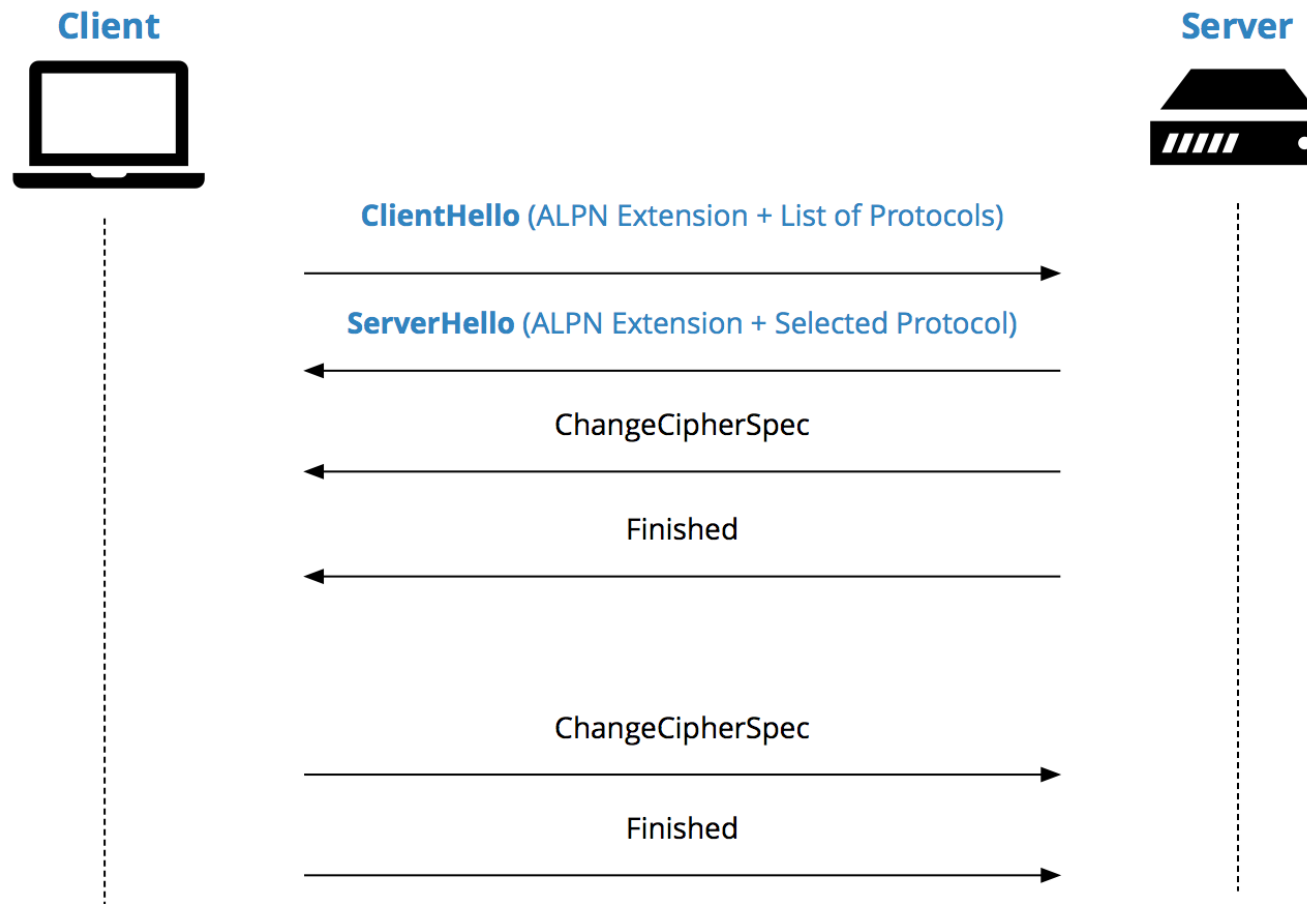 Client
Server
ClientHello (ALPN Extension + List of Protocols)
ServerHello (ALPN Extension + Selected Protocol)
ChangeCipherSpec
Finished
ChangeCipherSpec
Finished